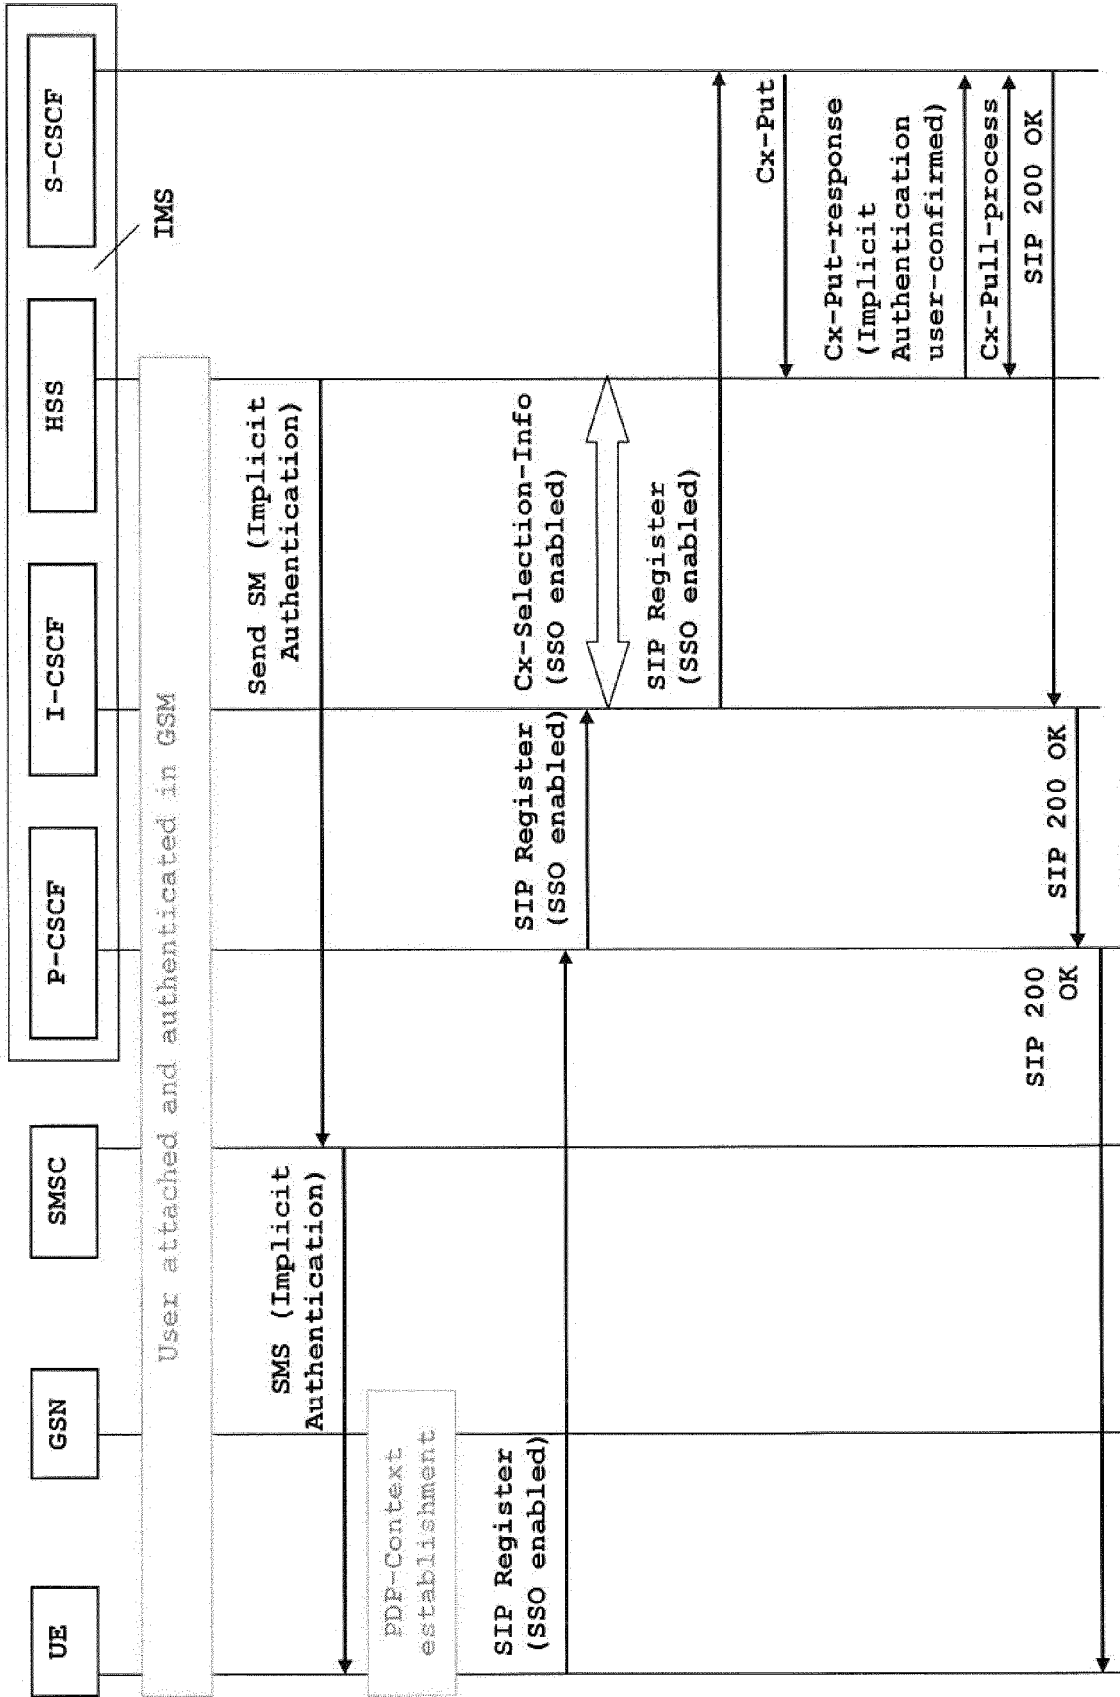 UE
GSN
SMSC
P-CSCF
I-CSCF
HSS
S-CSCF
IMS
User attached and authenticated in GSM
Send SM (Implicit
Authentication)
SMS (Implicit
Authentication)
PDP-Context
establishment
SIP Register
(SSO enabled)
SIP Register
(SSO enabled)
Cx-Selection-Info
(SSO enabled)
SIP Register
(SSO enabled)
Cx-Put
Cx-Put-response
(Implicit
Authentication
user-confirmed)
Cx-Pull-process
SIP 200 OK
SIP 200 OK
SIP 200
OK